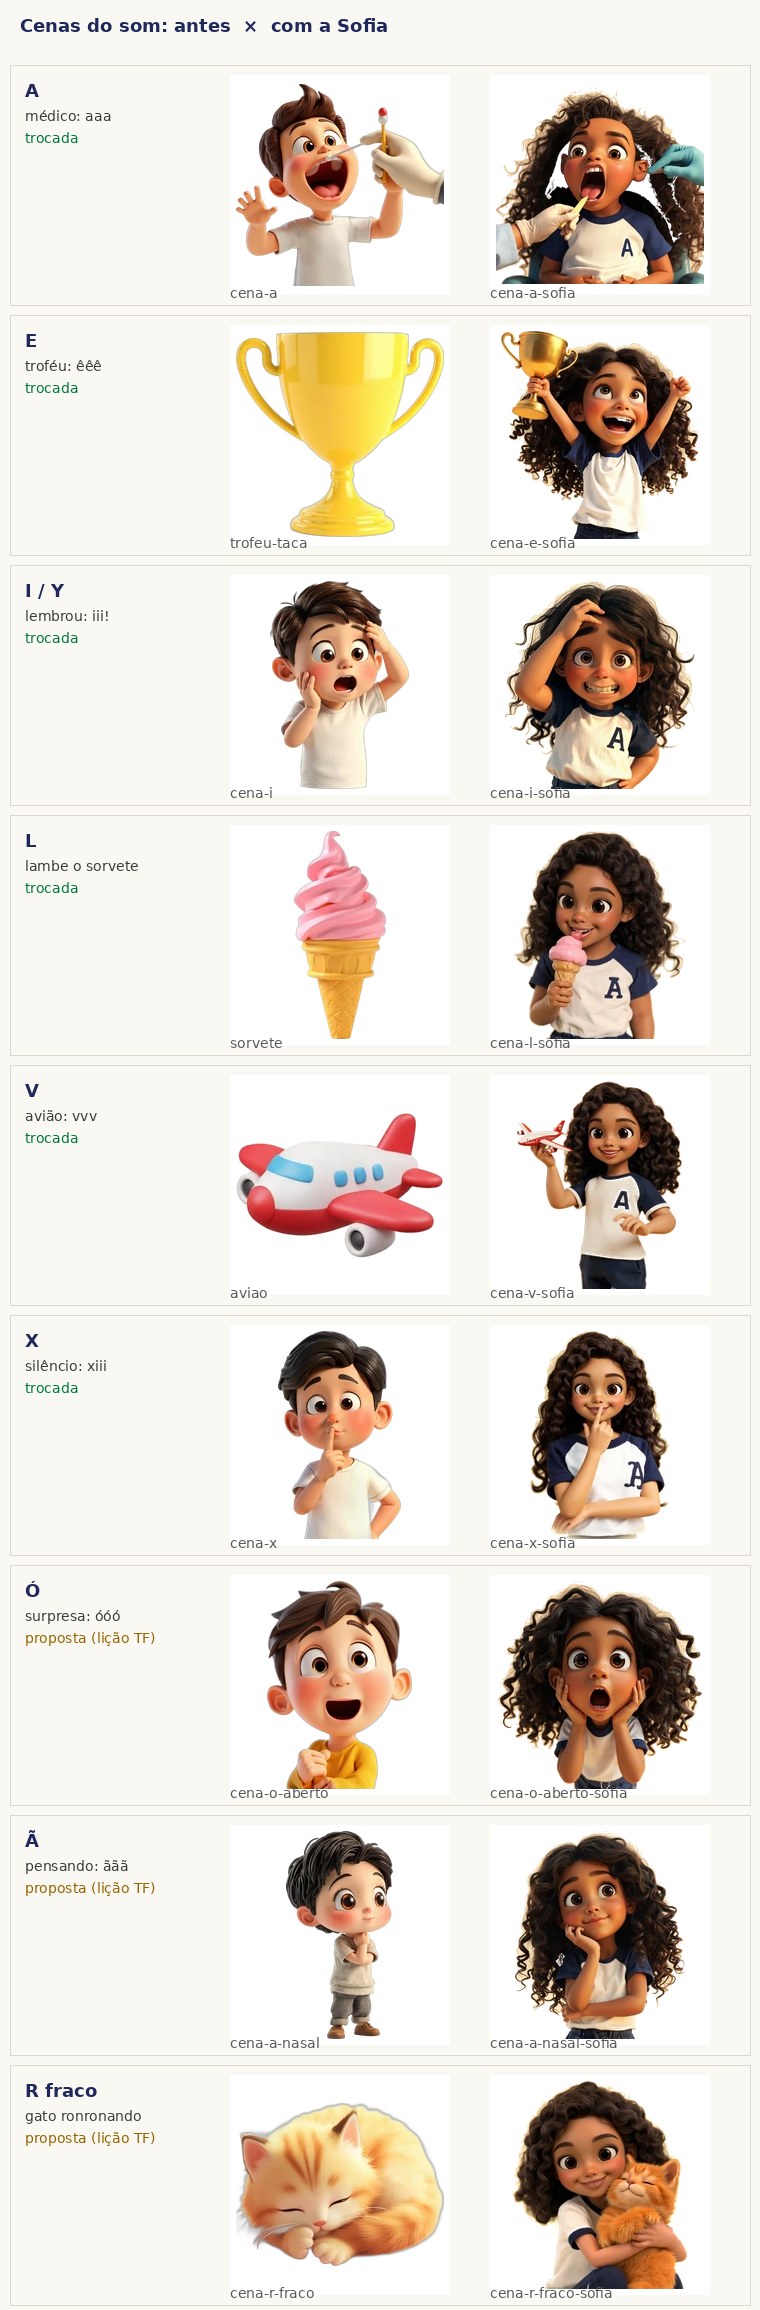 Cenas do som: antes × com a Sofia
A
médico: aaa
trocada
A
cena-a
cena-a-sofia
E
troféu: êêê
trocada
trofeu-taca
cena-e-sofia
I / Y
lembrou: iii!
trocada
A
cena-i
cena-i-sofia
L
lambe o sorvete
trocada
A
sorvete
cena-l-sofia
V
avião: vvv
trocada
A
aviao
cena-v-sofia
X
silêncio: xiii
trocada
A
cena-x
cena-x-sofia
Ó
surpresa: óóó
proposta (lição TF)
cena-o-aberto
cena-o-aberto-sofia
Ã
pensando: ããã
proposta (lição TF)
cena-a-nasal
cena-a-nasal-sofia
R fraco
gato ronronando
proposta (lição TF)
cena-r-fraco
cena-r-fraco-sofia